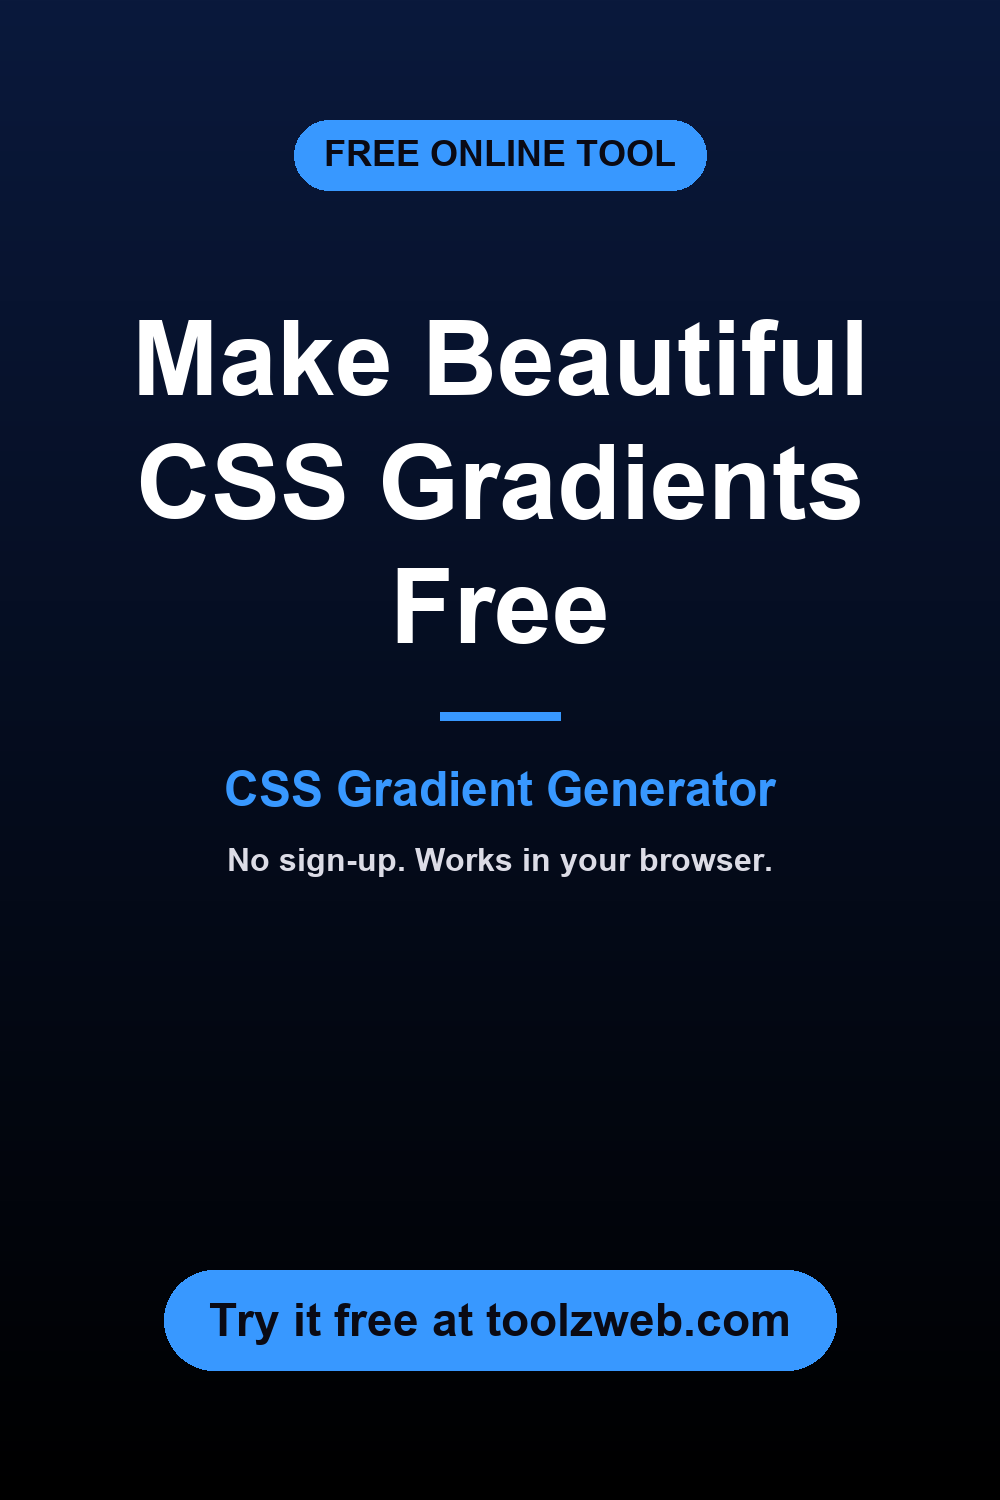 FREE ONLINE TOOL
Make Beautiful
CSS Gradients
Free
CSS Gradient Generator
No sign-up. Works in your browser.
Try it free at toolzweb.com